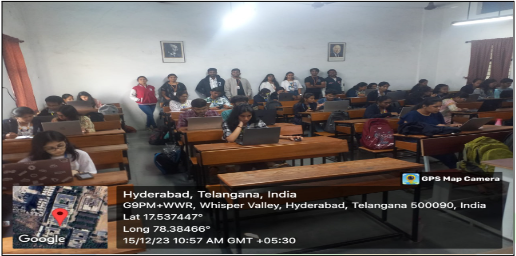 GPS Map Camera
Hyderabad, Telangana, India
G9PM+WWR, Whisper Valley, Hyderabad, Telangana 500090, India
Lat 17.537447°
Long 78.38466°
15/12/23 10:57 AM GMT +05:30
Google